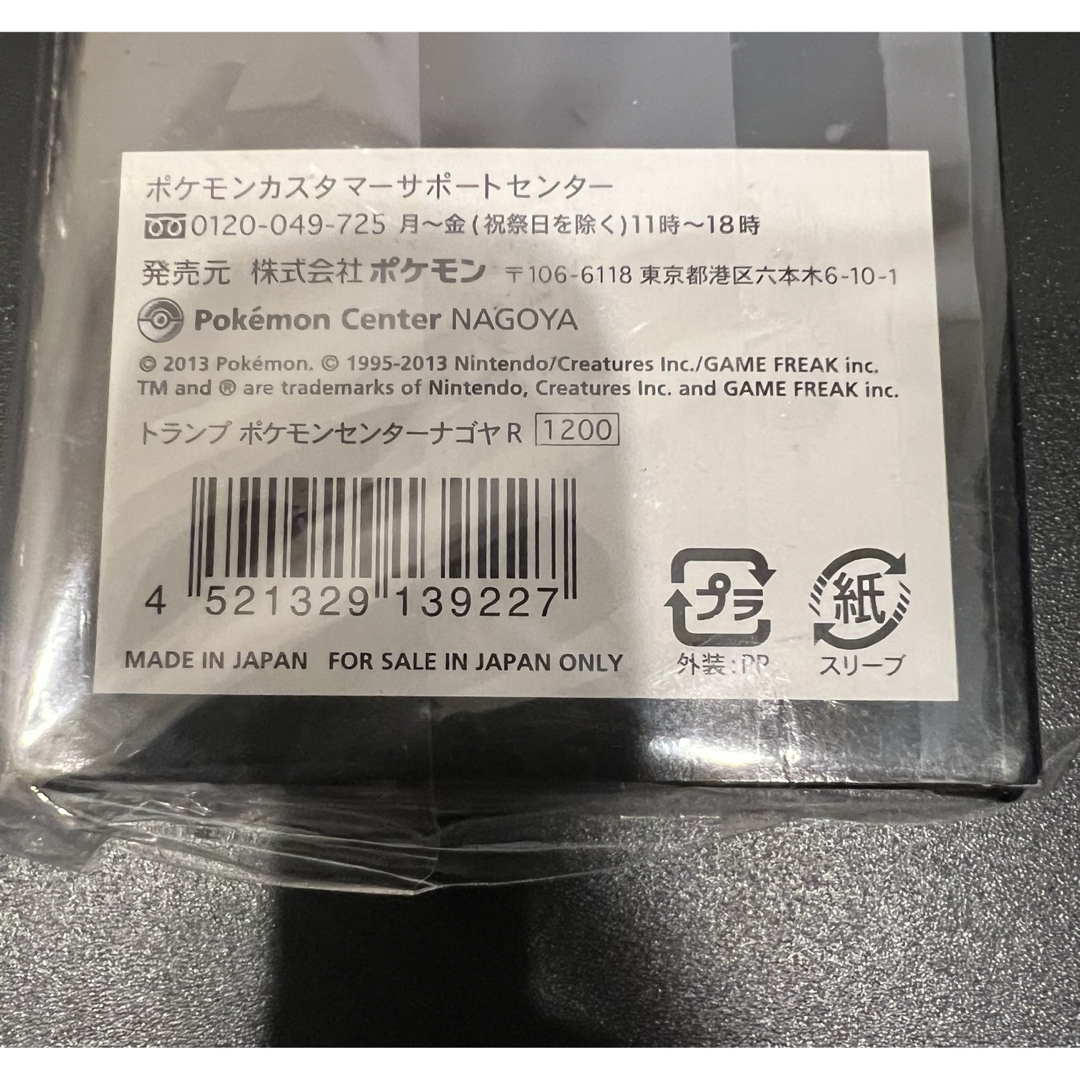 ポケモンカスタマーサポートセンター
0120-049-725 月～金(祝祭日を除く)11時～18時
発売元 株式会社ポケモン 〒106-6118 東京都港区六本木6-10-1
Pokémon Center NAGOYA
© 2013 Pokémon. © 1995-2013 Nintendo/Creatures Inc./GAME FREAK inc.
TM and ® are trademarks of Nintendo, Creatures Inc. and GAME FREAK inc.
トランプ ポケモンセンターナゴヤR 1200
4 521329 139227
MADE IN JAPAN FOR SALE IN JAPAN ONLY
プラ
外装:PP
紙
スリーブ